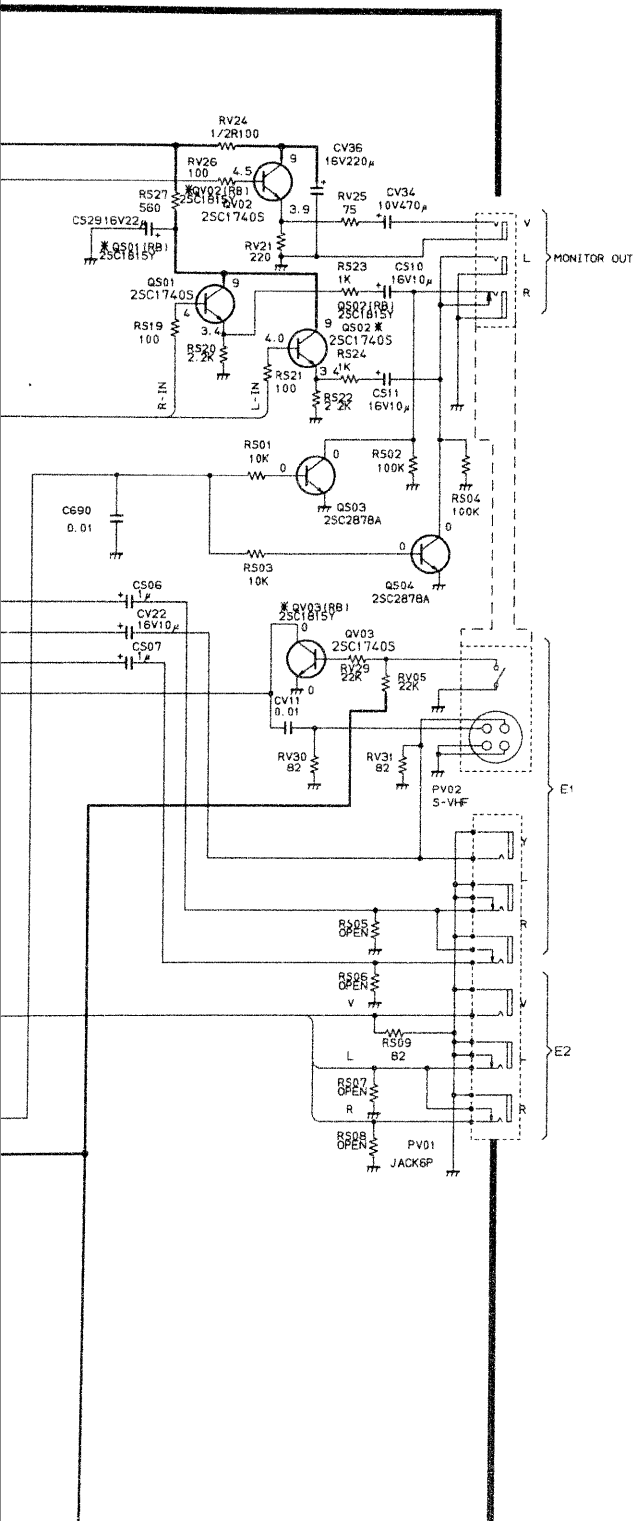 RV24
1/2R100
9
CV36
16V220μ
RV26
100
4.5
※QV02(RB)
2SC1815Y
QV02
2SC1740S
RS27
560
3.9
RV25
75
CV34
10V470μ
CS29 16V22μ
RV21
220
V
※QS01(RB)
2SC1815Y
L
MONITOR OUT
RS23
1K
CS10
16V10μ
R
QS01
2SC1740S
9
4
QS02(RB)
2SC1815Y
QS02※
2SC1740S
RS19
100
3.4
9
4.0
RS20
2.2K
RS24
1K
3.4
RS21
100
CS11
16V10μ
RS22
2.2K
R-IN
L-IN
RS01
10K
0
0
RS02
100K
RS04
100K
QS03
2SC2878A
C690
0.01
0
0
RS03
10K
QS04
2SC2878A
CS06
1μ
CV22
16V10μ
CS07
1μ
※QV03(RB)
2SC1815Y
0
QV03
2SC1740S
RV29
22K
RV05
22K
0
CV11
0.01
RV30
82
RV31
82
PV02
S-VHF
E1
V
L
R
RS05
OPEN
RS06
OPEN
V
V
RS09
82
E2
L
L
RS07
OPEN
R
R
RS08
OPEN
PV01
JACK6P